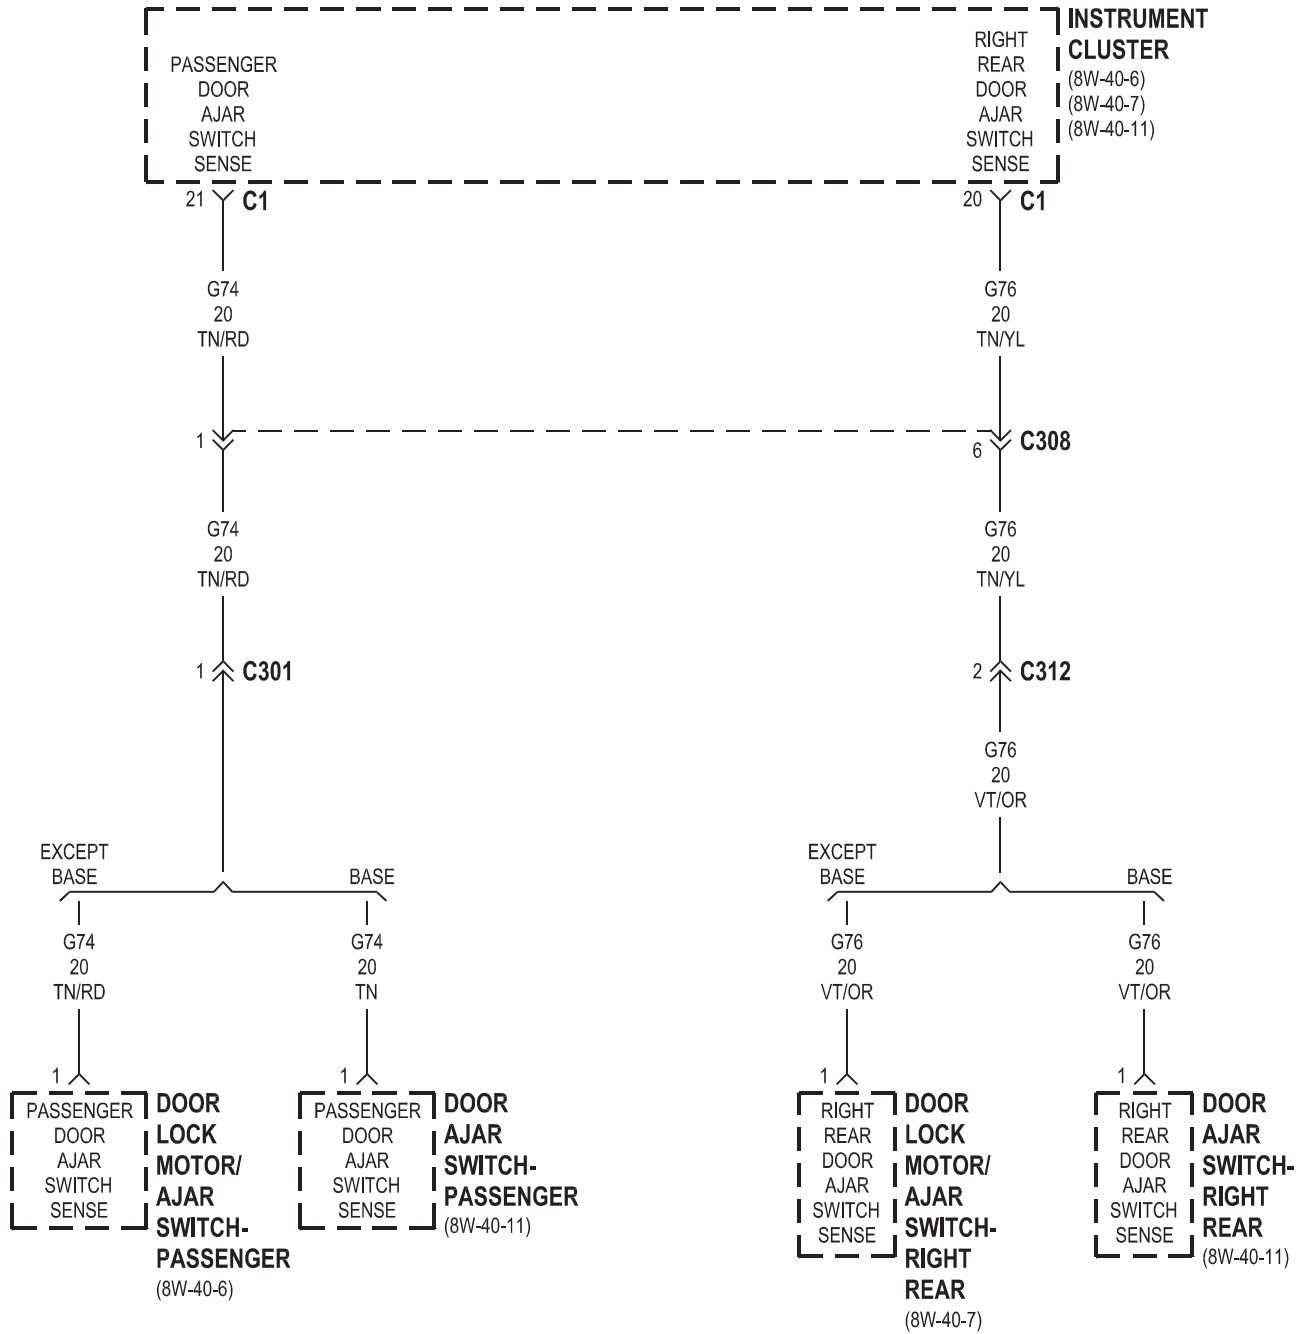 INSTRUMENT
CLUSTER
(8W-40-6)
(8W-40-7)
(8W-40-11)
PASSENGER
DOOR
AJAR
SWITCH
SENSE
RIGHT
REAR
DOOR
AJAR
SWITCH
SENSE
21 C1
20 C1
G74
20
TN/RD
G76
20
TN/YL
1
6 C308
G74
20
TN/RD
G76
20
TN/YL
1 C301
2 C312
G76
20
VT/OR
EXCEPT
BASE
BASE
EXCEPT
BASE
BASE
G74
20
TN/RD
G74
20
TN
G76
20
VT/OR
G76
20
VT/OR
1
1
1
1
PASSENGER
DOOR
AJAR
SWITCH
SENSE
DOOR
LOCK
MOTOR/
AJAR
SWITCH-
PASSENGER
(8W-40-6)
PASSENGER
DOOR
AJAR
SWITCH
SENSE
DOOR
AJAR
SWITCH-
PASSENGER
(8W-40-11)
RIGHT
REAR
DOOR
AJAR
SWITCH
SENSE
DOOR
LOCK
MOTOR/
AJAR
SWITCH-
RIGHT
REAR
(8W-40-7)
RIGHT
REAR
DOOR
AJAR
SWITCH
SENSE
DOOR
AJAR
SWITCH-
RIGHT
REAR
(8W-40-11)